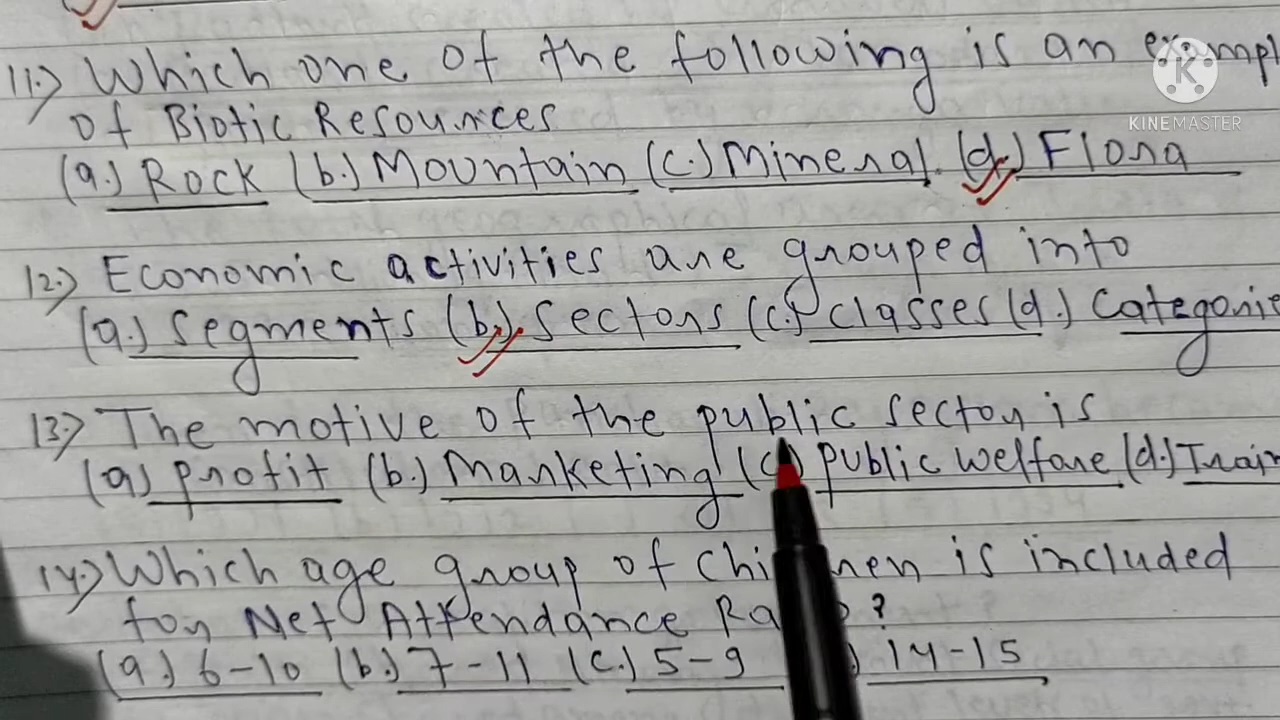 11.) Which one of the following is an exampl
of Biotic Resources
(a.) Rock (b.) Mountain (c.) Mineral. (d.) Flora
12.) Economic activities are grouped into
(a.) Segments (b.) Sectors (c.) classes (d.) Categorie
13.) The motive of the public sector is
(a) profit (b.) Marketing (c) public welfare (d.) Train
14.) Which age group of is included
for Net Attendance ?
(a.) 6-10 (b.) 7-11 (c.) 5-9 ) 14-15
K
KINEMASTER